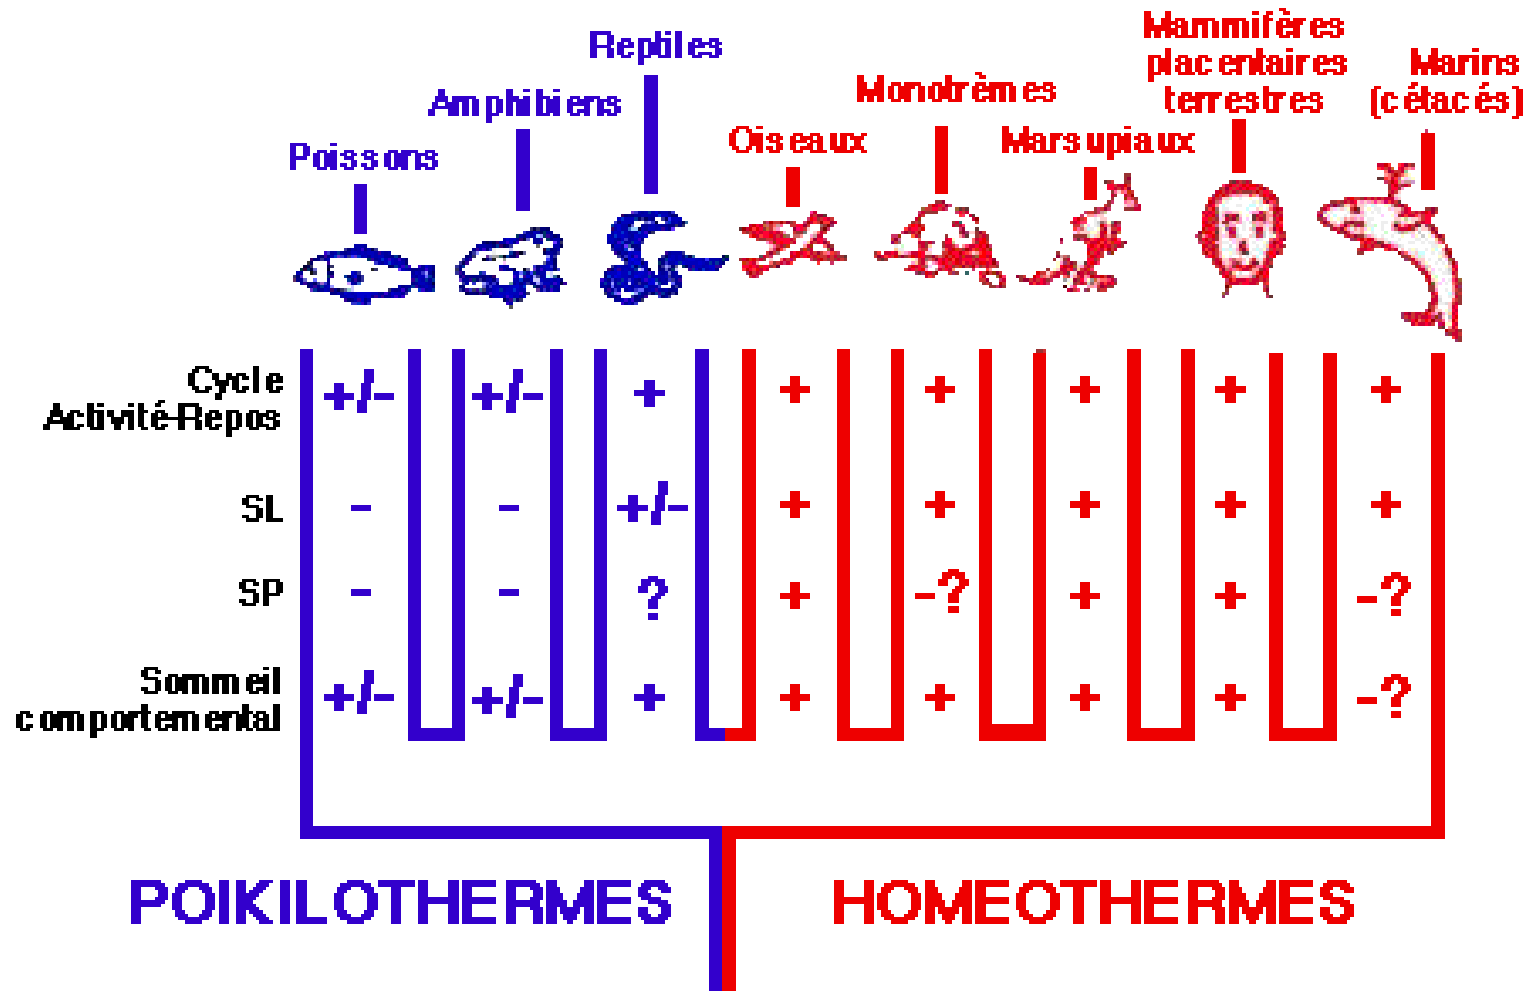 Reptiles
Amphibiens
Poissons
Oiseaux
Monotrèmes
Marsupiaux
Mammifères
placentaires
terrestres
Marins
(cétacés)
Cycle
Activité-Repos
+/- +/- + + + + + +
SL
- - +/- + + + + +
SP
- - ? + -? + + -?
Sommeil
comportemental
+/- +/- + + + + + -?
POIKILOTHERMES
HOMEOTHERMES